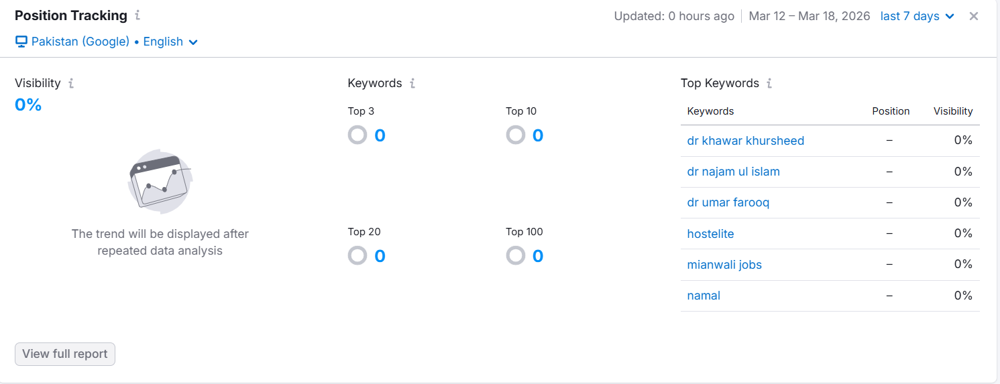 Position Tracking
Updated: 0 hours ago
Mar 12 – Mar 18, 2026
last 7 days
Pakistan (Google) • English
Visibility
0%
The trend will be displayed after
repeated data analysis
Keywords
Top 3
0
Top 10
0
Top 20
0
Top 100
0
Top Keywords
Keywords Position Visibility
dr khawar khursheed – 0%
dr najam ul islam – 0%
dr umar farooq – 0%
hostelite – 0%
mianwali jobs – 0%
namal – 0%
View full report